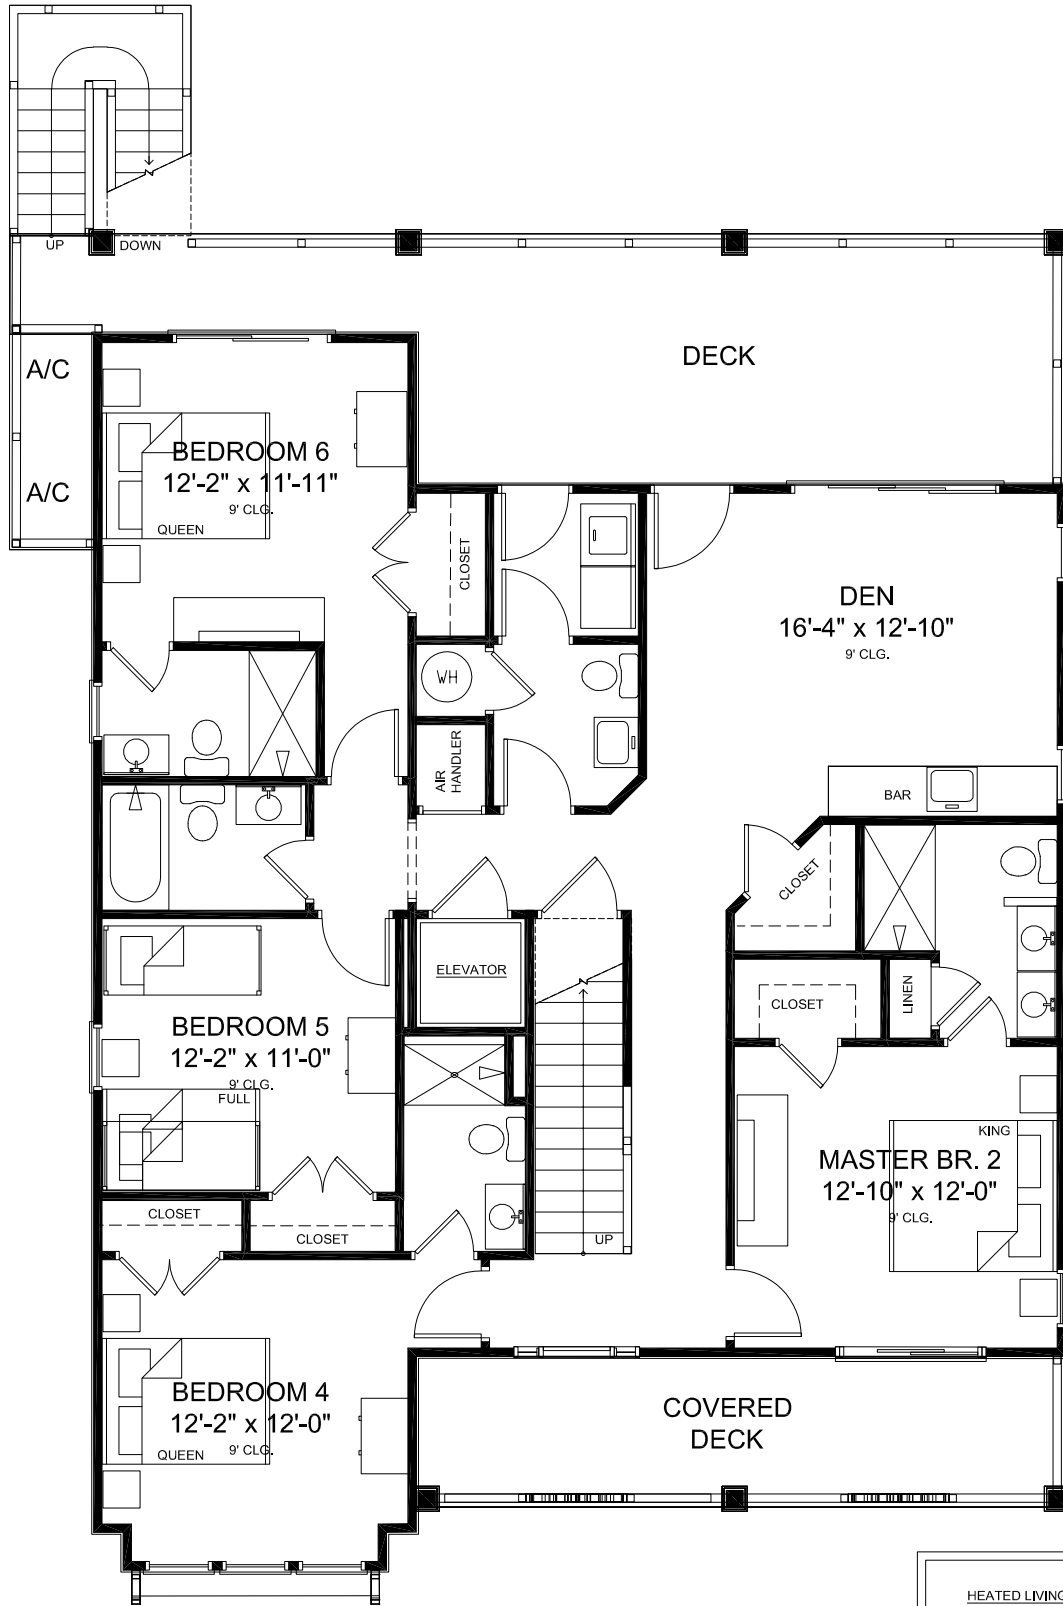 UP
DOWN
DECK
A/C
A/C
BEDROOM 6
12'-2" x 11'-11"
9' CLG.
QUEEN
CLOSET
DEN
16'-4" x 12'-10"
9' CLG.
WH
AIR
HANDLER
BAR
CLOSET
ELEVATOR
LINEN
CLOSET
BEDROOM 5
12'-2" x 11'-0"
9' CLG.
FULL
KING
MASTER BR. 2
12'-10" x 12'-0"
9' CLG.
CLOSET
CLOSET
UP
BEDROOM 4
12'-2" x 12'-0"
9' CLG.
QUEEN
COVERED
DECK
HEATED LIVING